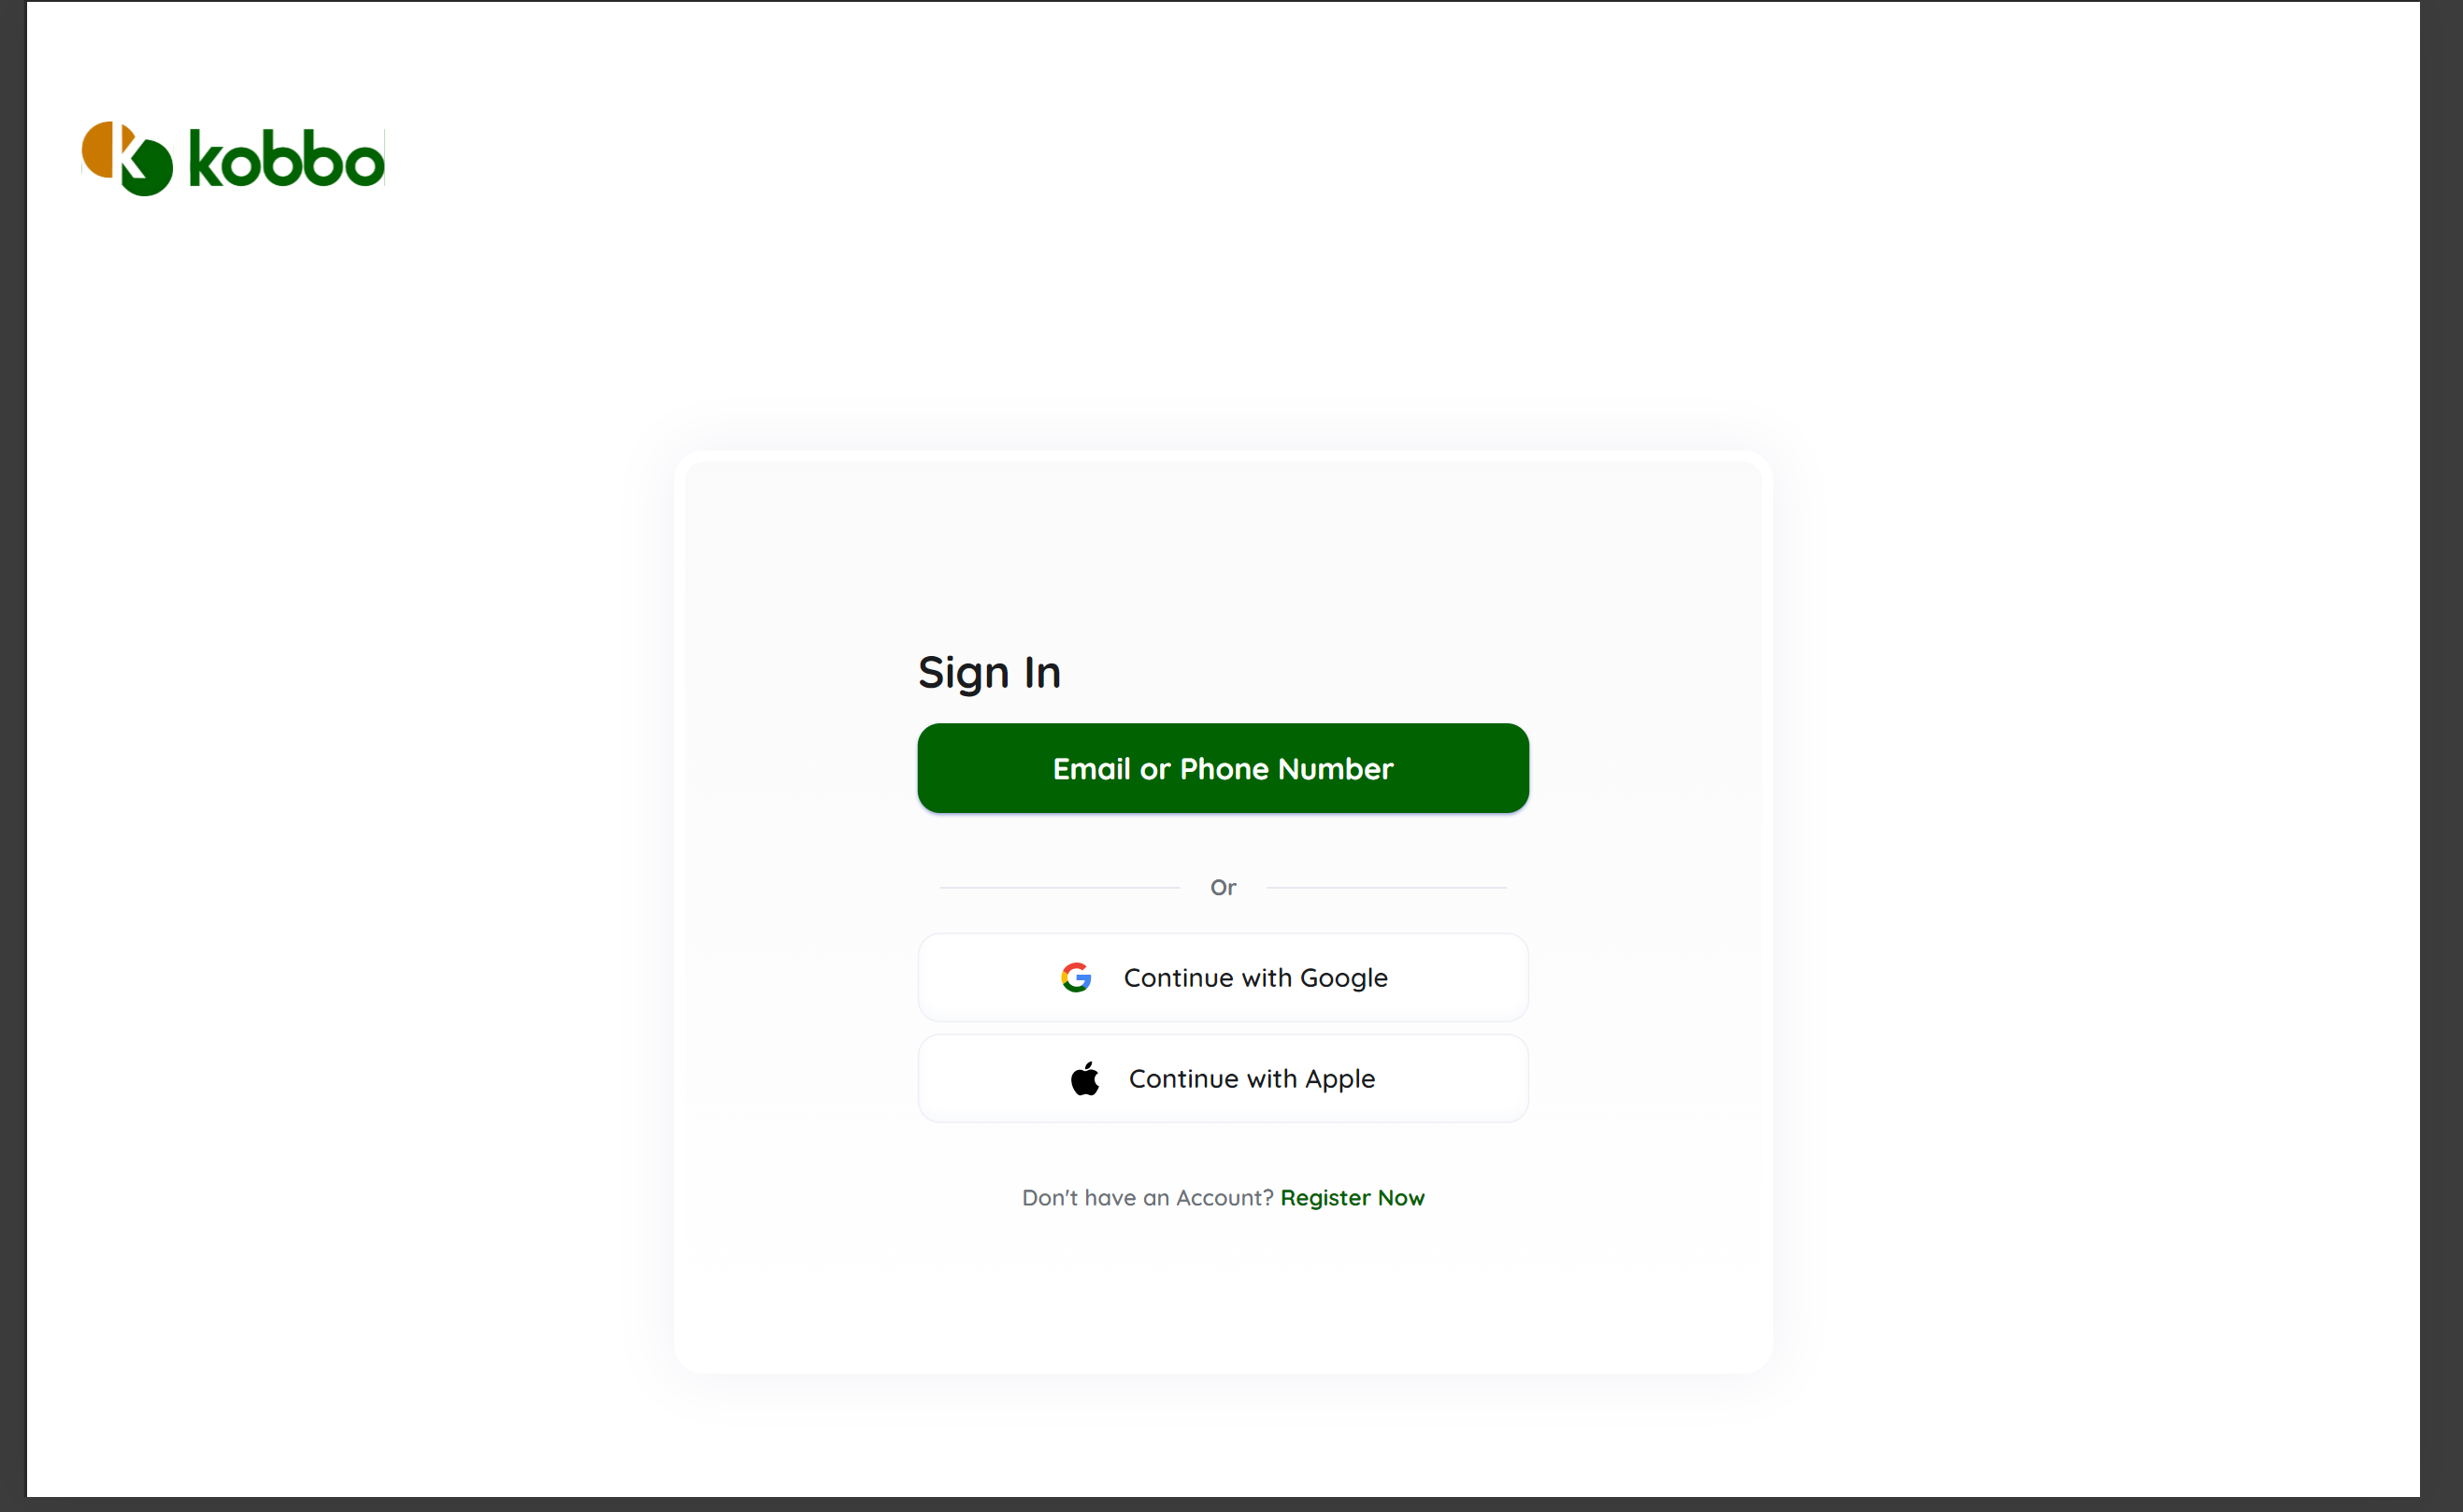 kobbo
Sign In
Email or Phone Number
Or
Continue with Google
Continue with Apple
Don't have an Account? Register Now